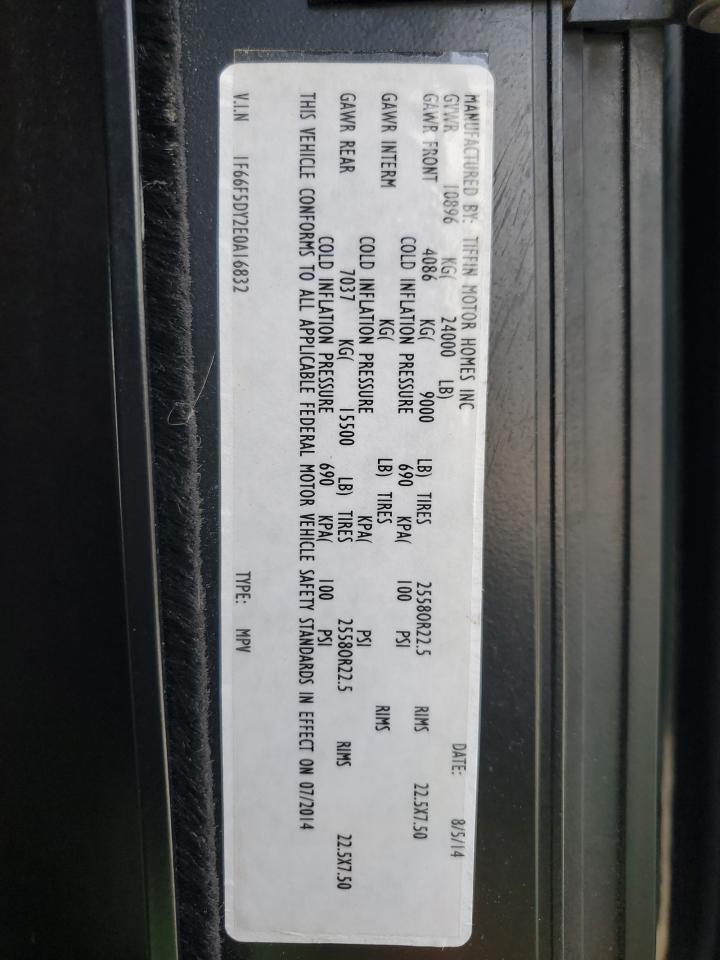 MANUFACTURED BY: TIFFIN MOTOR HOMES INC DATE: 8/5/14
GVWR 10896 KG( 24000 LB)
GAWR FRONT 4086 KG( 9000 LB) TIRES 25580R22.5 RIMS 22.5X7.50
COLD INFLATION PRESSURE 690 KPA( 100 PSI
GAWR INTERM KG( LB) TIRES RIMS
COLD INFLATION PRESSURE KPA( PSI
GAWR REAR 7037 KG( 15500 LB) TIRES 25580R22.5 RIMS 22.5X7.50
COLD INFLATION PRESSURE 690 KPA( 100 PSI
THIS VEHICLE CONFORMS TO ALL APPLICABLE FEDERAL MOTOR VEHICLE SAFETY STANDARDS IN EFFECT ON 07/2014
V.I.N 1F66F5DY2E0A16832 TYPE: MPV